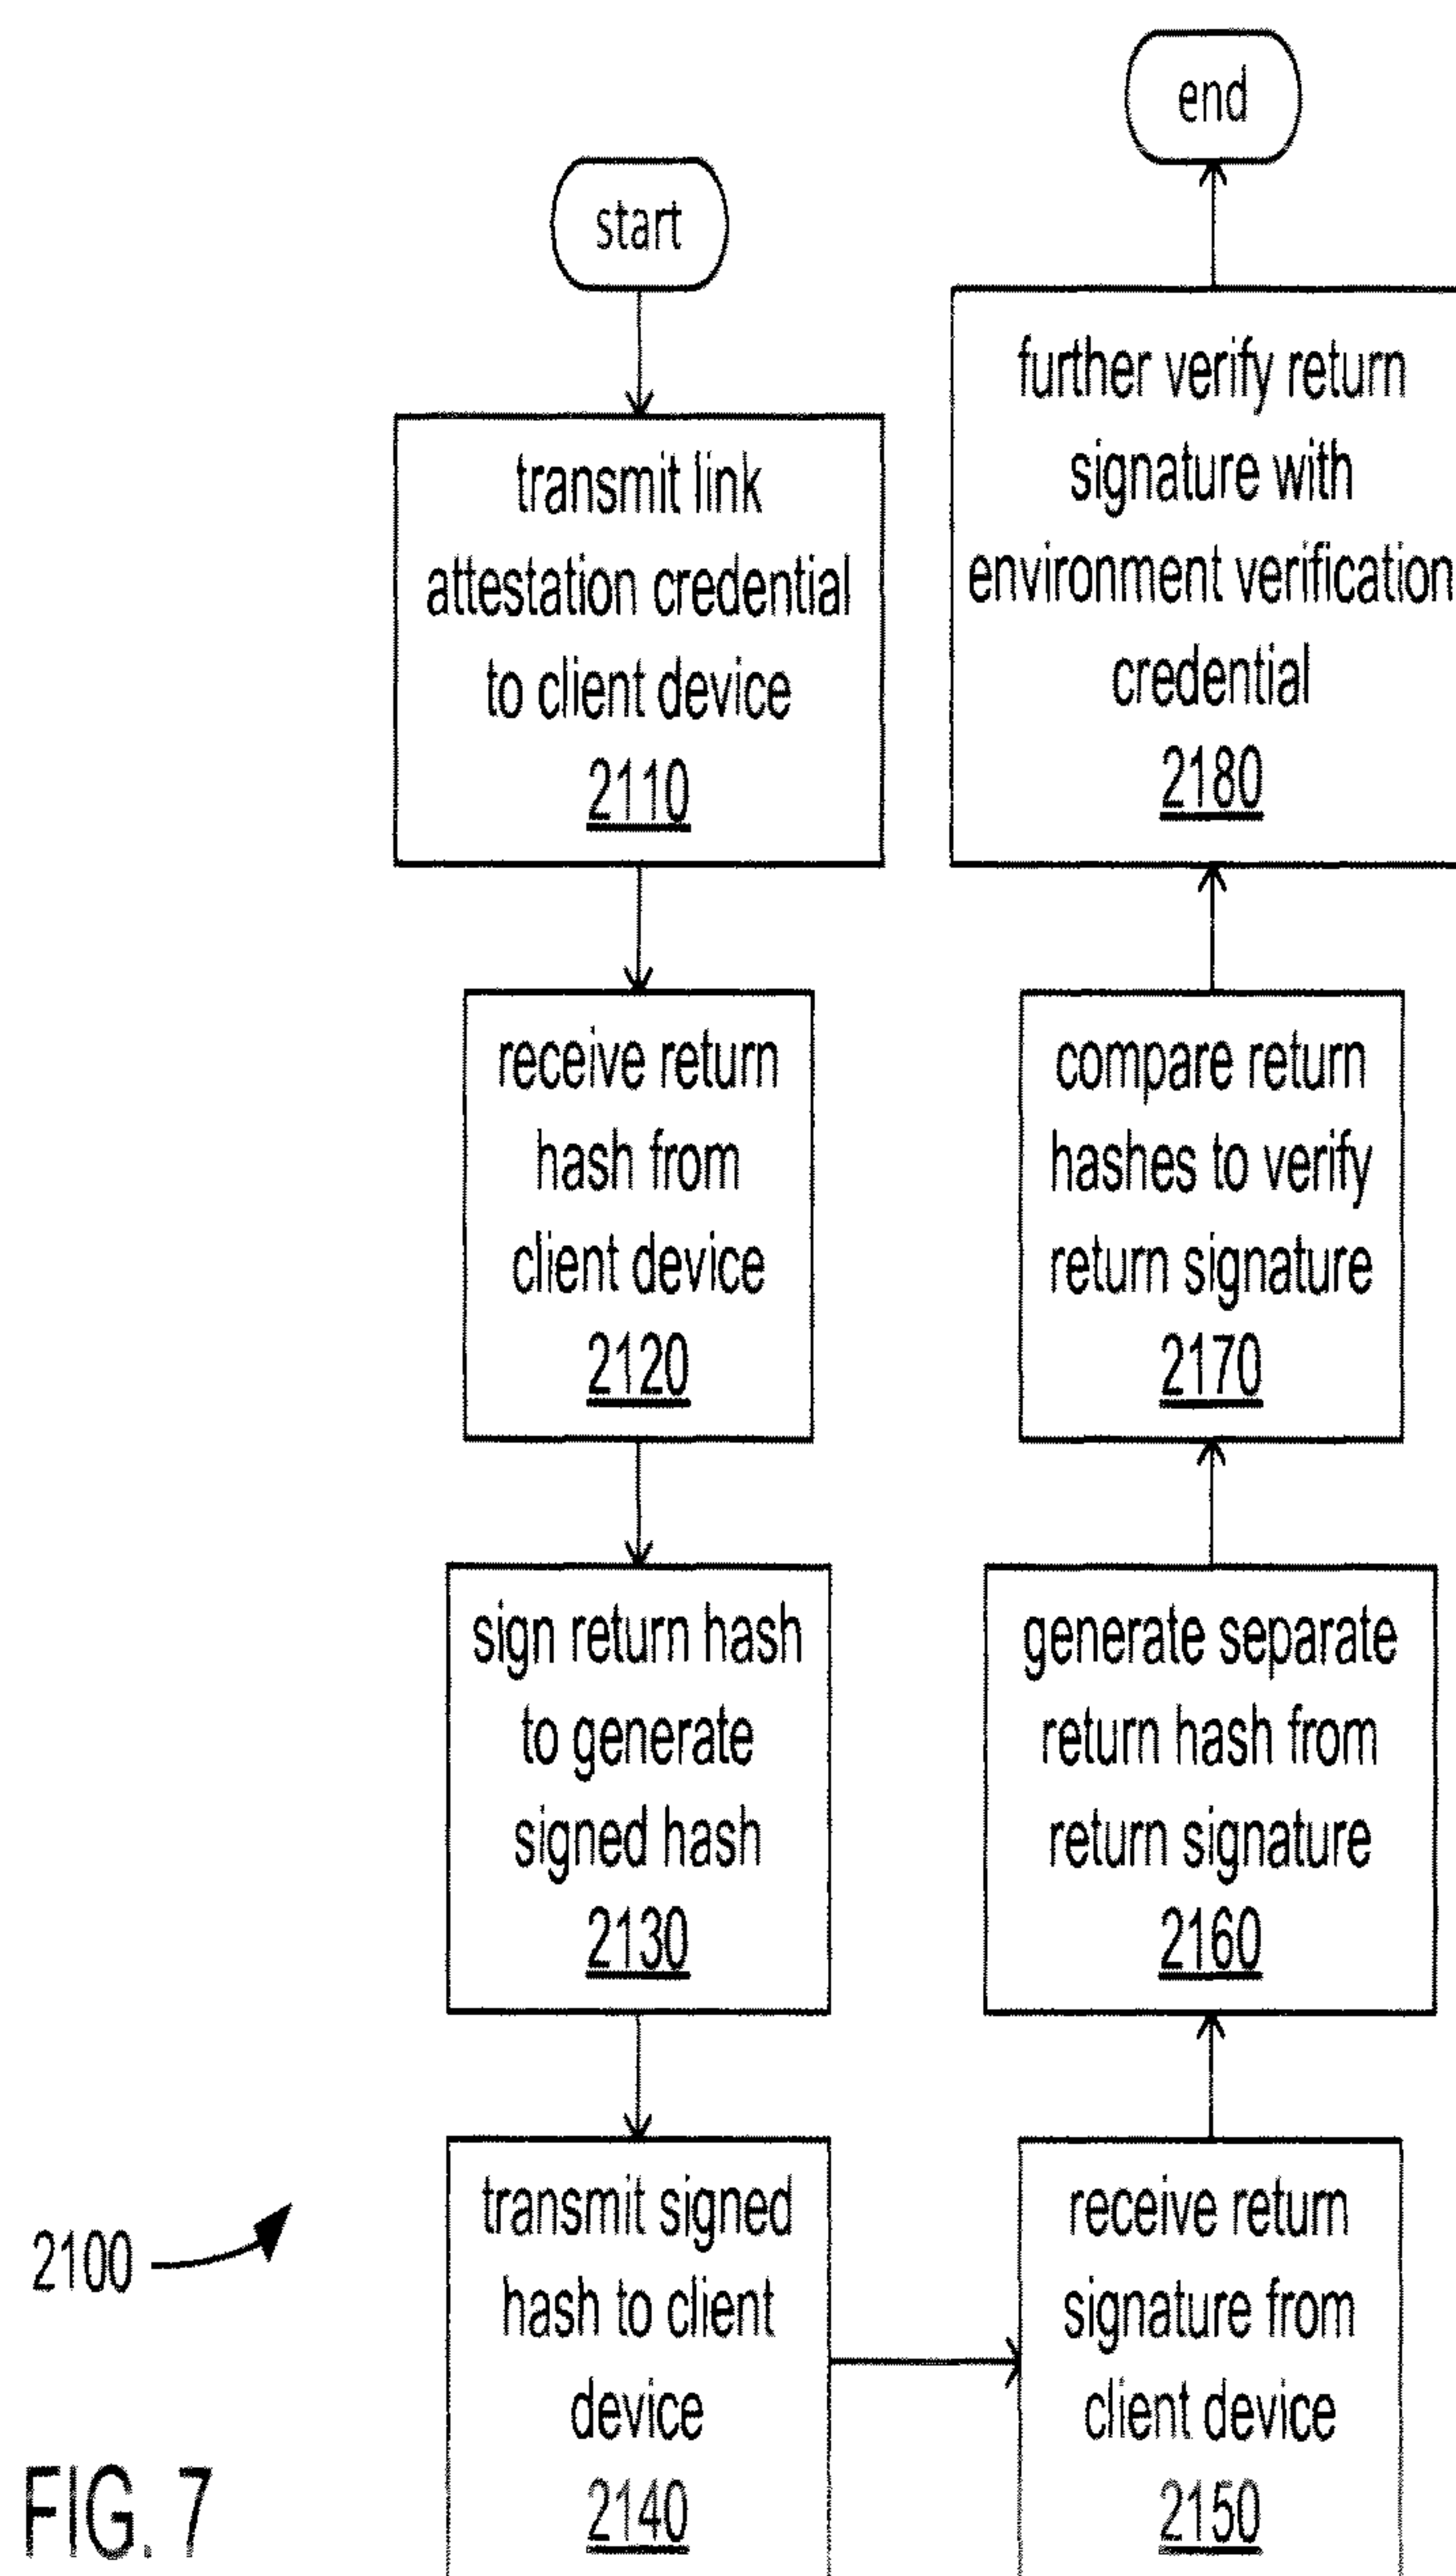 start
transmit link
attestation credential
to client device
2110
receive return
hash from
client device
2120
sign return hash
to generate
signed hash
2130
transmit signed
hash to client
device
2140
receive return
signature from
client device
2150
generate separate
return hash from
return signature
2160
compare return
hashes to verify
return signature
2170
further verify return
signature with
environment verification
credential
2180
end
2100
FIG. 7